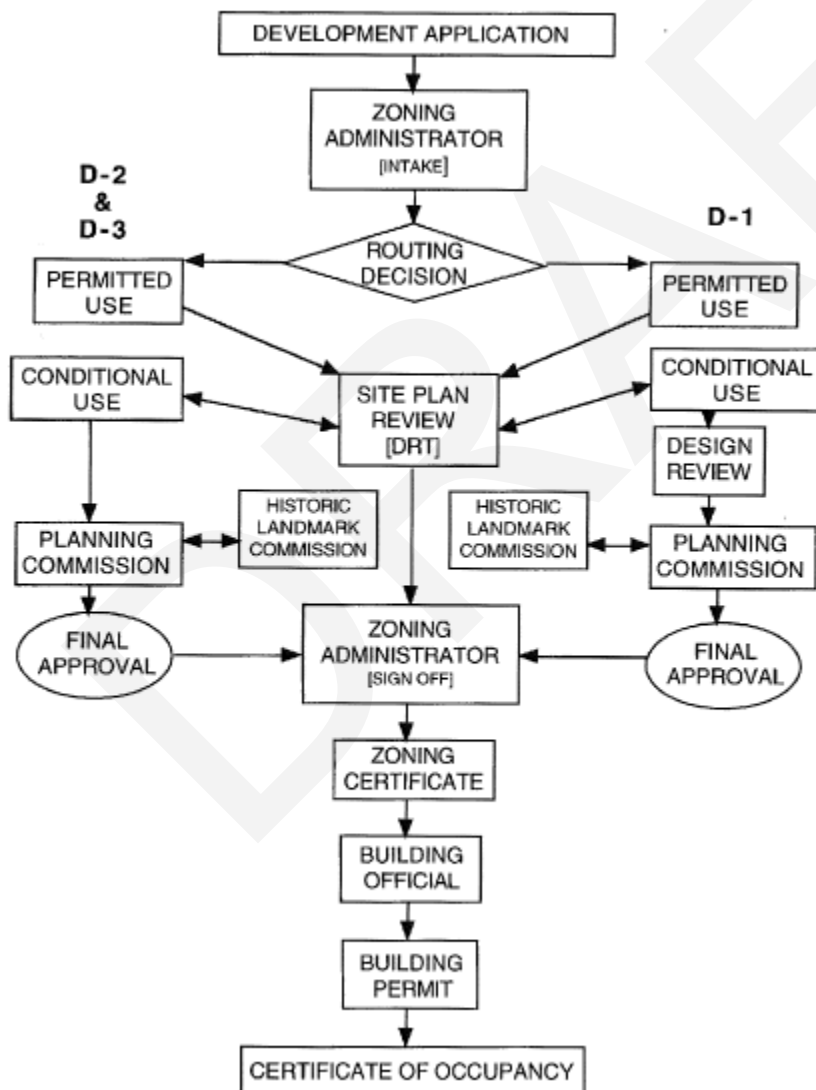 DEVELOPMENT APPLICATION
ZONING
ADMINISTRATOR
[INTAKE]
D-2
&
D-3
D-1
ROUTING
DECISION
PERMITTED
USE
PERMITTED
USE
CONDITIONAL
USE
SITE PLAN
REVIEW
[DRT]
CONDITIONAL
USE
DESIGN
REVIEW
PLANNING
COMMISSION
HISTORIC
LANDMARK
COMMISSION
HISTORIC
LANDMARK
COMMISSION
PLANNING
COMMISSION
FINAL
APPROVAL
ZONING
ADMINISTRATOR
[SIGN OFF]
FINAL
APPROVAL
ZONING
CERTIFICATE
BUILDING
OFFICIAL
BUILDING
PERMIT
CERTIFICATE OF OCCUPANCY